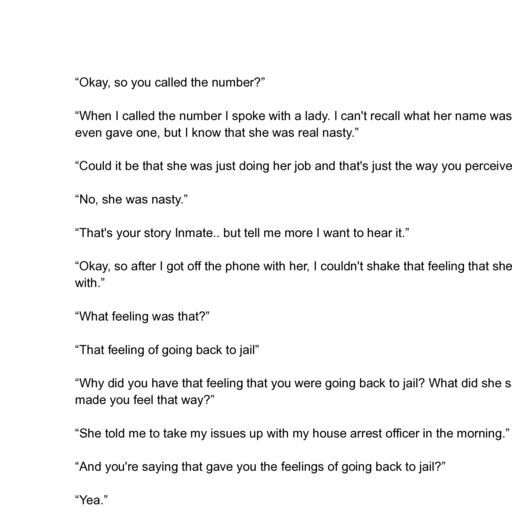 “Okay, so you called the number?”
“When I called the number I spoke with a lady. I can't recall what her name was
even gave one, but I know that she was real nasty.”
“Could it be that she was just doing her job and that's just the way you perceive
“No, she was nasty.”
“That's your story Inmate.. but tell me more I want to hear it.”
“Okay, so after I got off the phone with her, I couldn't shake that feeling that she
with.”
“What feeling was that?”
“That feeling of going back to jail”
“Why did you have that feeling that you were going back to jail? What did she s
made you feel that way?”
“She told me to take my issues up with my house arrest officer in the morning.”
“And you're saying that gave you the feelings of going back to jail?”
“Yea.”